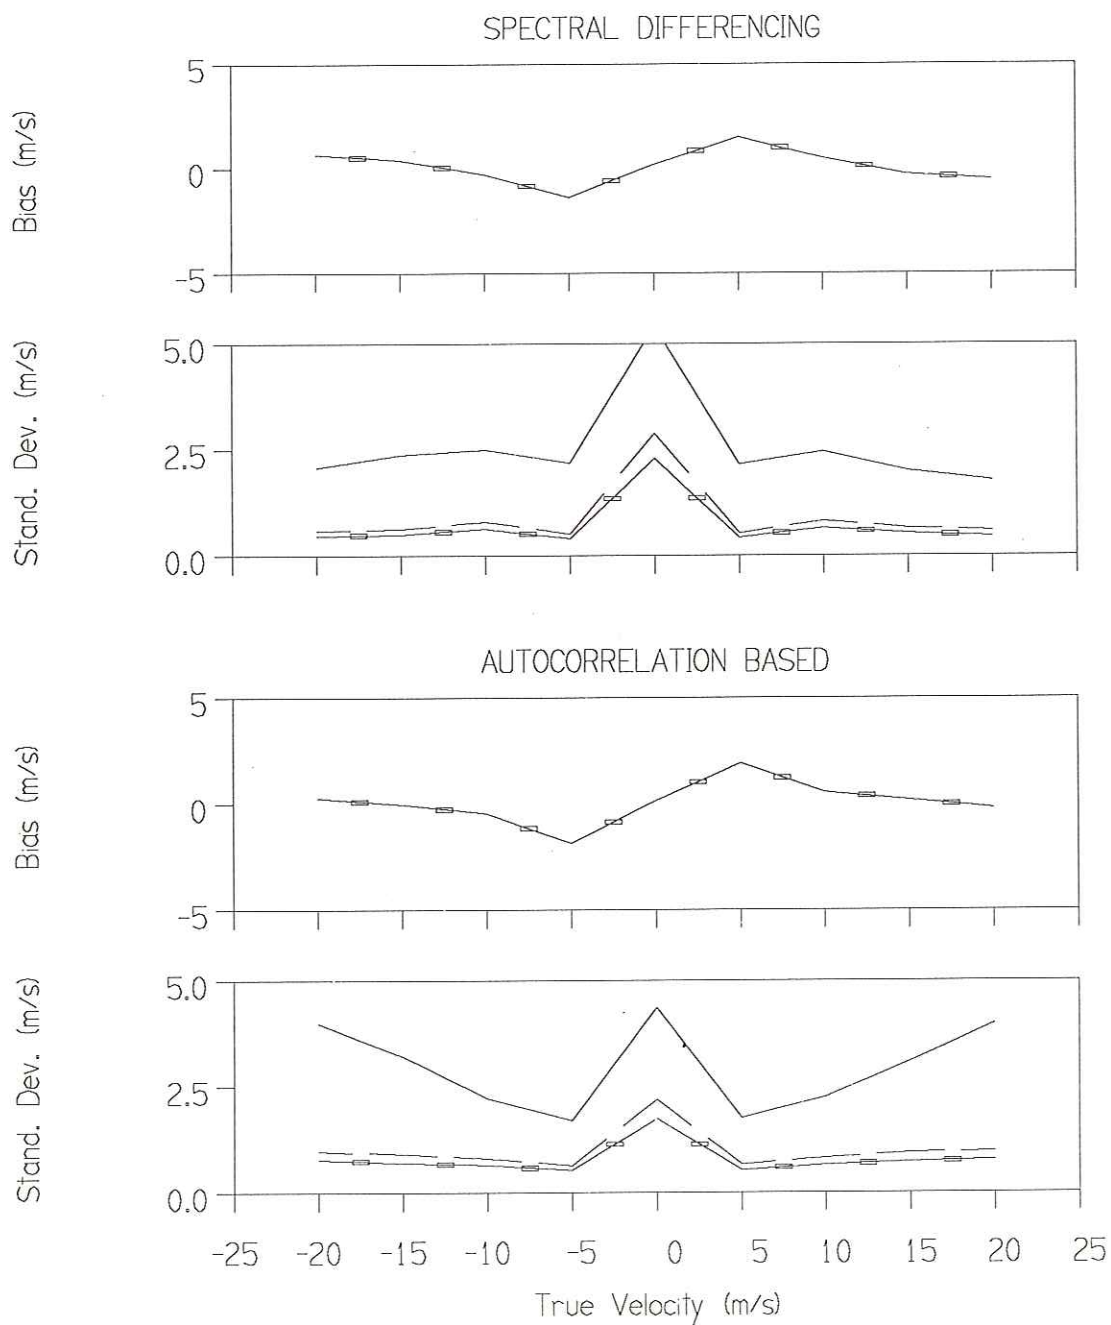 SPECTRAL DIFFERENCING
Bias (m/s)
5
0
-5
Stand. Dev. (m/s)
5.0
2.5
0.0
AUTOCORRELATION BASED
Bias (m/s)
5
0
-5
Stand. Dev. (m/s)
5.0
2.5
0.0
-25 -20 -15 -10 -5 0 5 10 15 20 25
True Velocity (m/s)